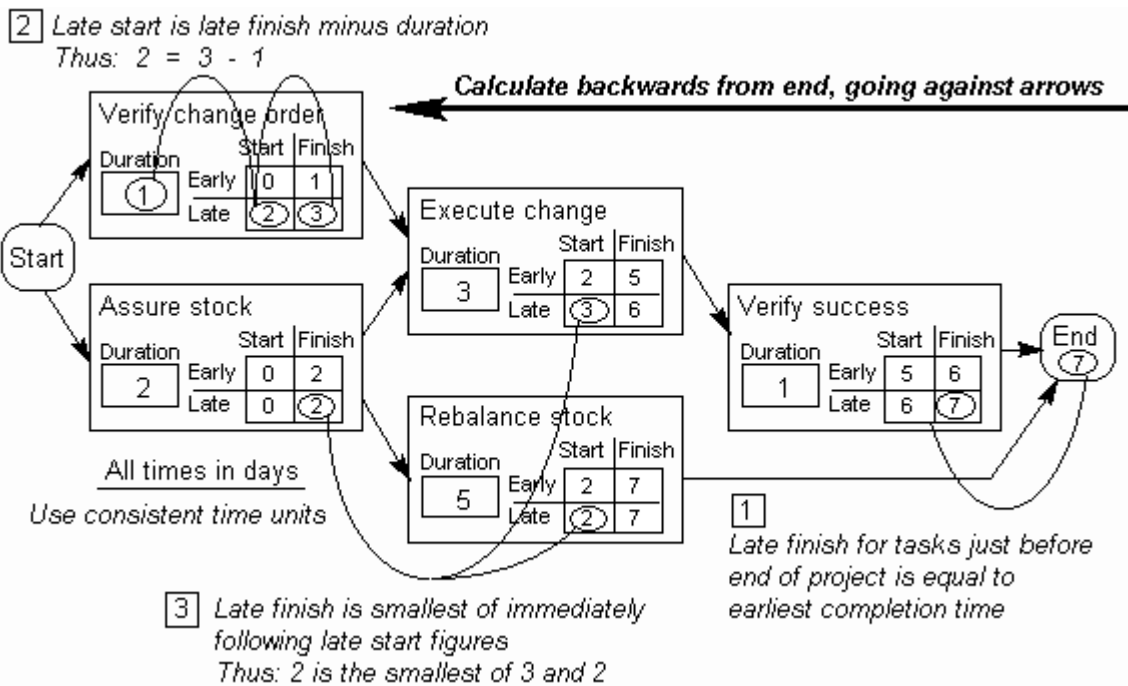 2 Late start is late finish minus duration
Thus: 2 = 3 - 1
Calculate backwards from end, going against arrows
Verify change order
Start Finish
Duration
1
Early 0 1
Late 2 3
Start
Assure stock
Start Finish
Duration
2
Early 0 2
Late 0 2
Execute change
Start Finish
Duration
3
Early 2 5
Late 3 6
Rebalance stock
Start Finish
Duration
5
Early 2 7
Late 2 7
Verify success
Start Finish
Duration
1
Early 5 6
Late 6 7
End
7
All times in days
Use consistent time units
1
Late finish for tasks just before
end of project is equal to
earliest completion time
3 Late finish is smallest of immediately
following late start figures
Thus: 2 is the smallest of 3 and 2